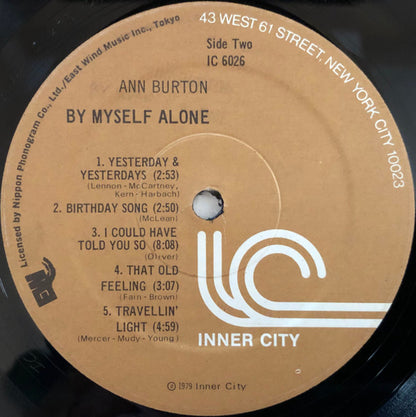 43 WEST 61 STREET, NEW YORK CITY 10023
Licensed by Nippon Phonogram Co., Ltd./East Wind Music Inc., Tokyo
Side Two
IC 6026
ANN BURTON
BY MYSELF ALONE
1. YESTERDAY &
YESTERDAYS (2:53)
(Lennon-McCartney,
Kern-Harbach)
2. BIRTHDAY SONG (2:50)
(McLean)
3. I COULD HAVE
TOLD YOU SO (8:08)
(Oliver)
4. THAT OLD
FEELING (3:07)
(Fain-Brown)
5. TRAVELLIN'
LIGHT (4:59)
(Mercer-Mudy-Young)
IC
INNER CITY
℗ 1979 Inner City